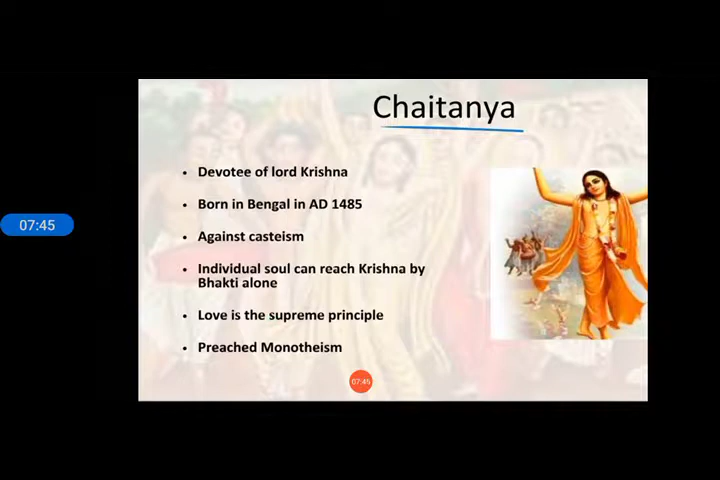 Chaitanya
• Devotee of lord Krishna
• Born in Bengal in AD 1485
07:45
• Against casteism
• Individual soul can reach Krishna by
Bhakti alone
• Love is the supreme principle
• Preached Monotheism
07:45